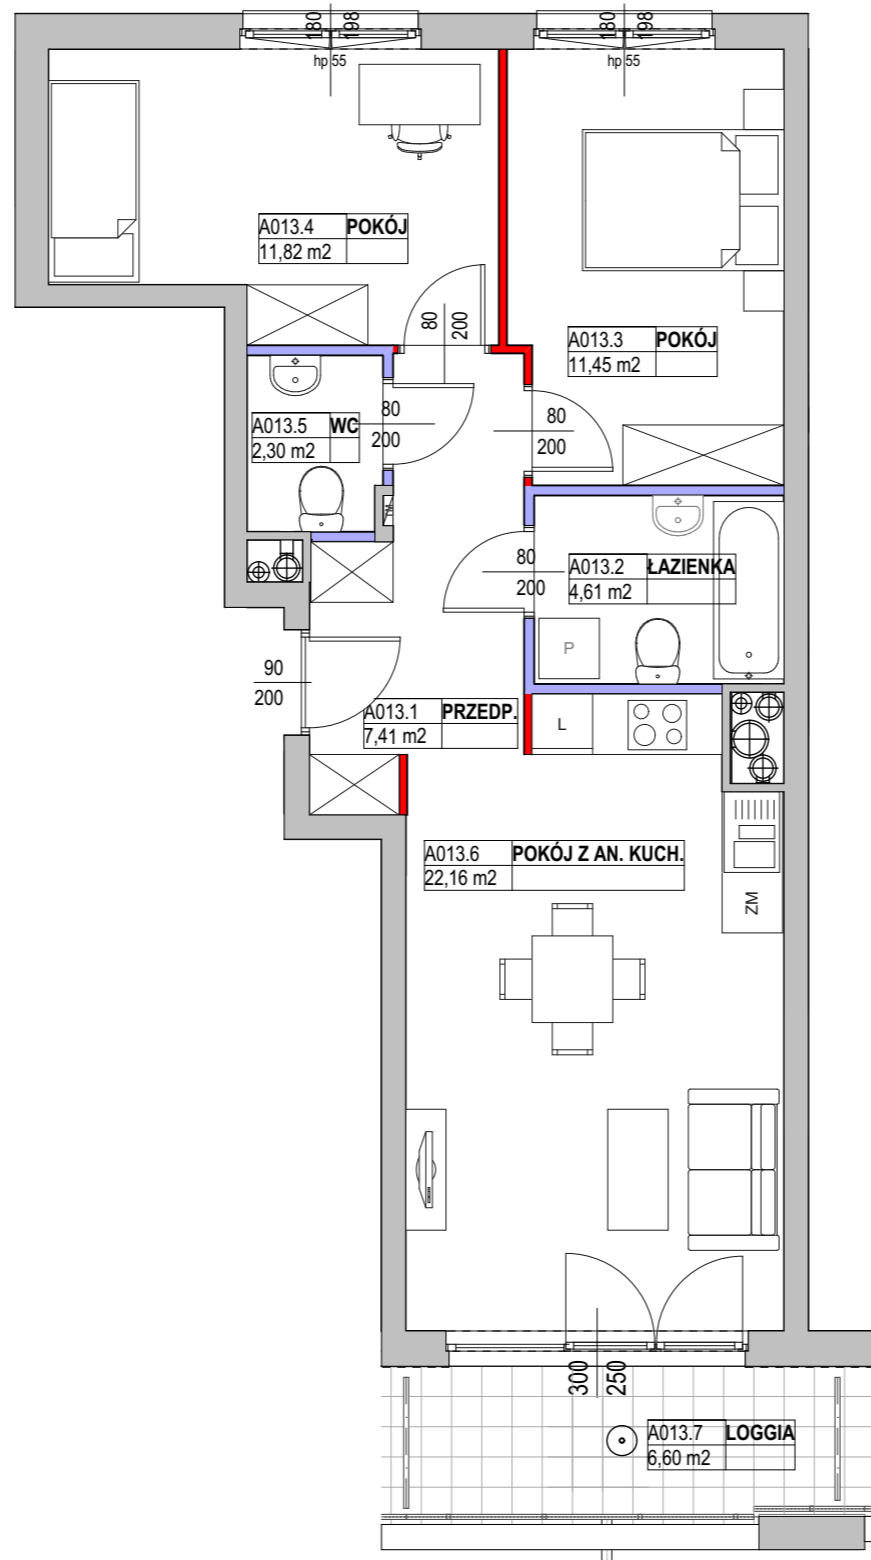 180 198
hp 55
180 198
hp 55
A013.4 POKÓJ
11,82 m2
80
200
A013.3 POKÓJ
11,45 m2
A013.5 WC
2,30 m2
80
200
80
200
TM
80
200
A013.2 ŁAZIENKA
4,61 m2
P
90
200
A013.1 PRZEDP.
7,41 m2
L
A013.6 POKÓJ Z AN. KUCH.
22,16 m2
ZM
300
250
A013.7 LOGGIA
6,60 m2